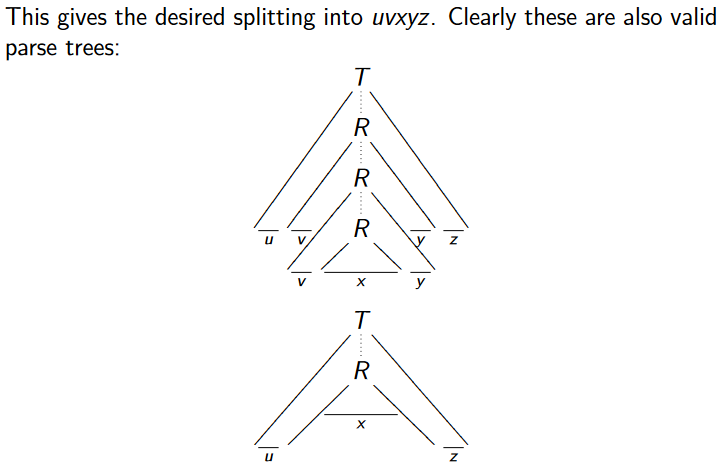 This gives the desired splitting into uvxyz. Clearly these are also valid
parse trees:
T
R
R
R
u v y z
v x y
T
R
x
u z